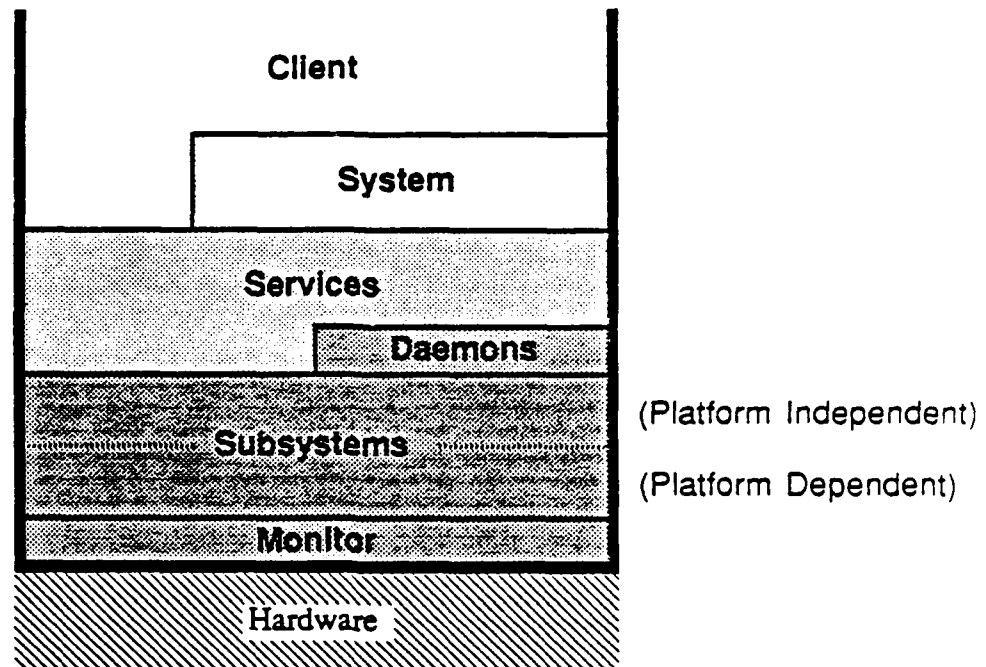 Client
System
Services
Daemons
(Platform Independent)
Subsystems
(Platform Dependent)
Monitor
Hardware